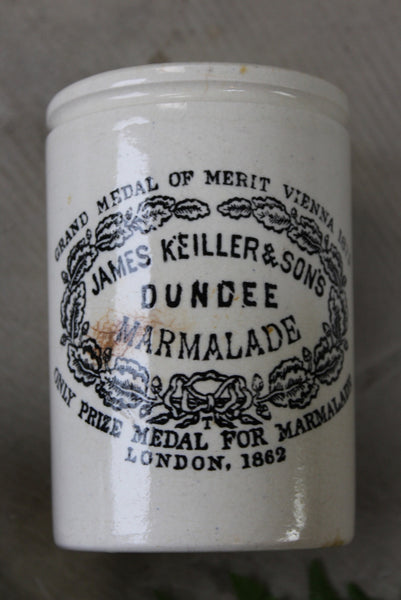 GRAND MEDAL OF MERIT VIENNA
JAMES KEILLER & SONS
DUNDEE
MARMALADE
T
ONLY PRIZE MEDAL FOR MARMALADE
LONDON, 1862